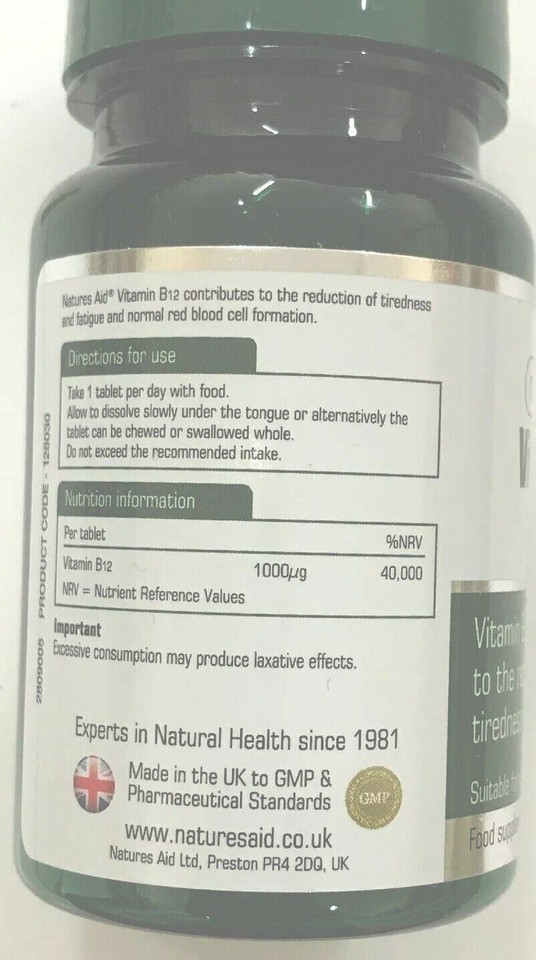 Natures Aid® Vitamin B12 contributes to the reduction of tiredness
and fatigue and normal red blood cell formation.
Directions for use
Take 1 tablet per day with food.
Allow to dissolve slowly under the tongue or alternatively the
tablet can be chewed or swallowed whole.
Do not exceed the recommended intake.
Nutrition information
Per tablet %NRV
Vitamin B12 1000µg 40,000
NRV = Nutrient Reference Values
Important
Excessive consumption may produce laxative effects.
2809005 PRODUCT CODE - 128030
Experts in Natural Health since 1981
Made in the UK to GMP &
Pharmaceutical Standards
GMP
www.naturesaid.co.uk
Natures Aid Ltd, Preston PR4 2DQ, UK
Vitamin
to the
Suitable
Food